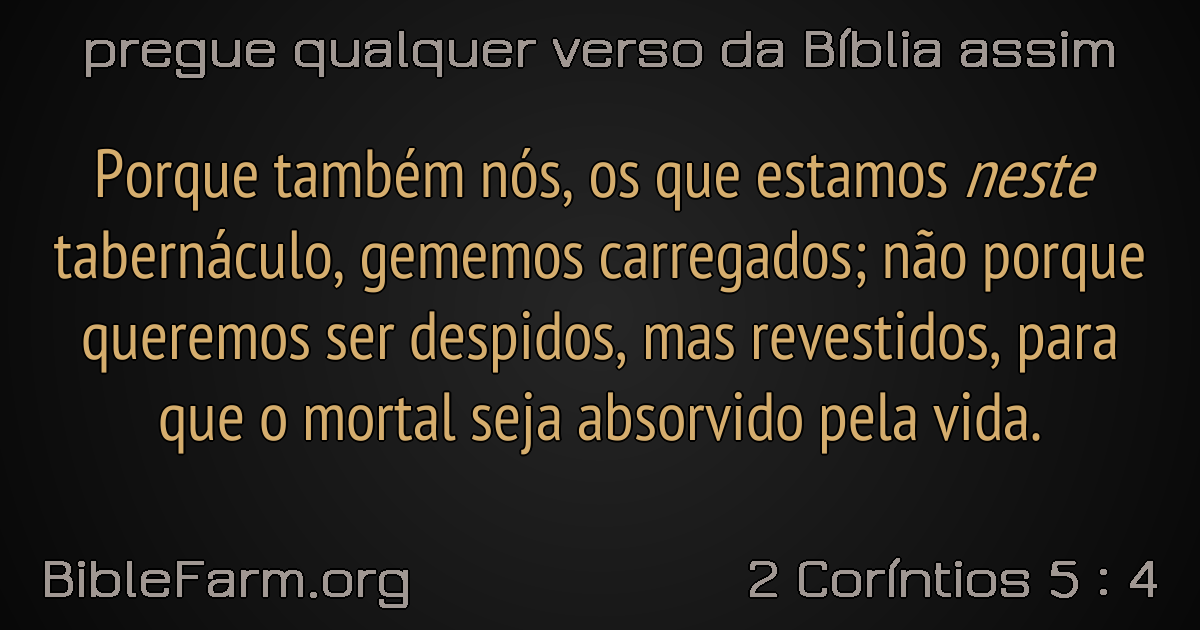 pregue qualquer verso da Bíblia assim
Porque também nós, os que estamos neste
tabernáculo, gememos carregados; não porque
queremos ser despidos, mas revestidos, para
que o mortal seja absorvido pela vida.
BibleFarm.org
2 Coríntios 5 : 4